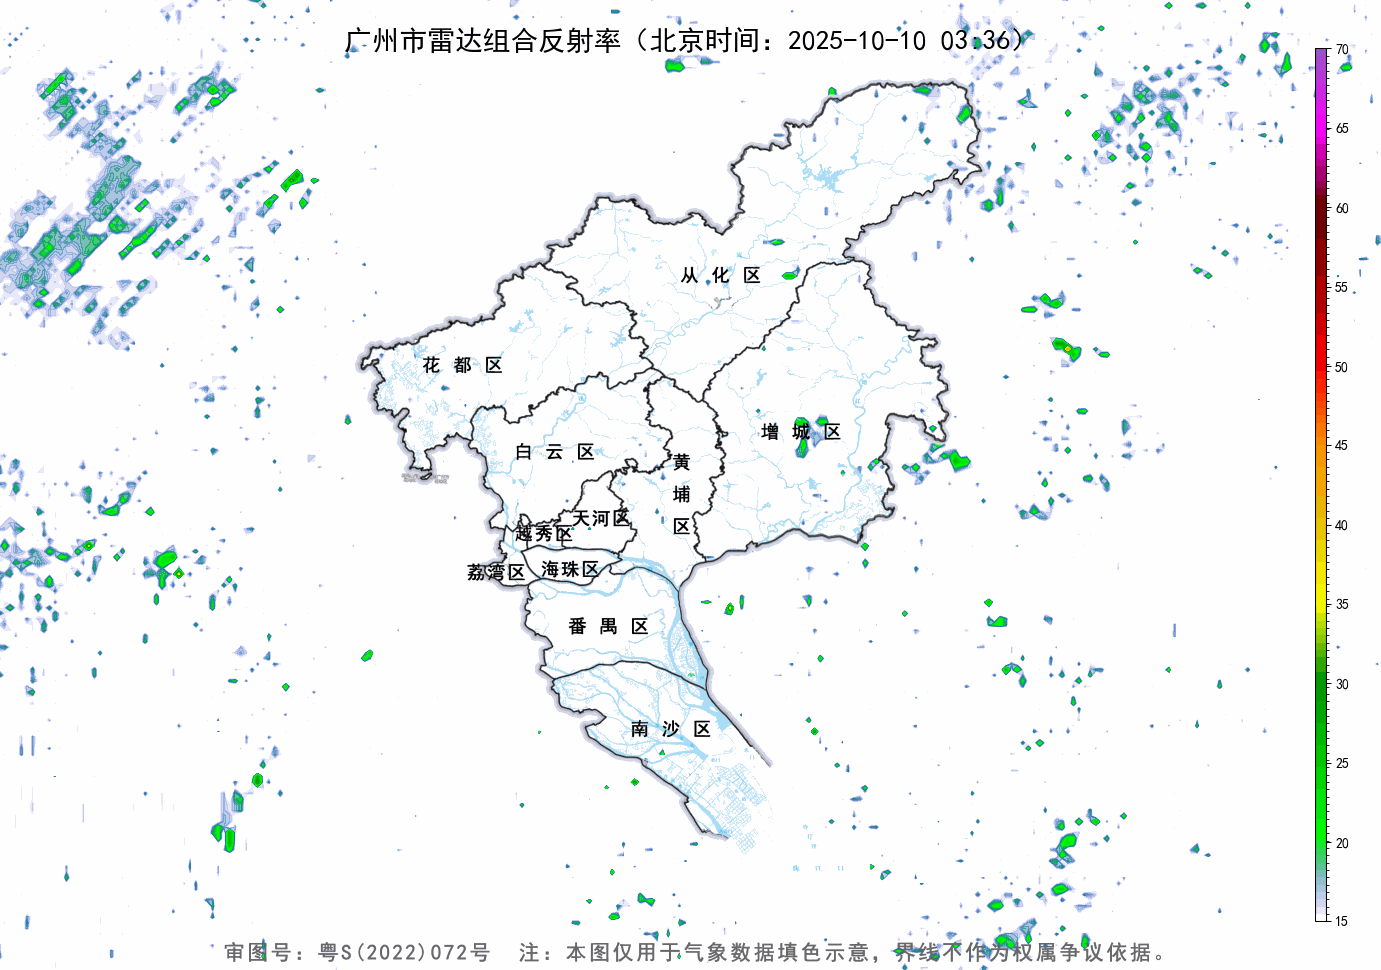 广州市雷达组合反射率（北京时间：2025-10-10 03:36）
70
65
60
55
50
45
40
35
30
25
20
15
从 化 区
花 都 区
增 城 区
白 云 区
黄
埔
区
天河区
越秀区
荔湾区
海珠区
番 禺 区
南 沙 区
审图号：粤S(2022)072号 注：本图仅用于气象数据填色示意，界线不作为权属争议依据。